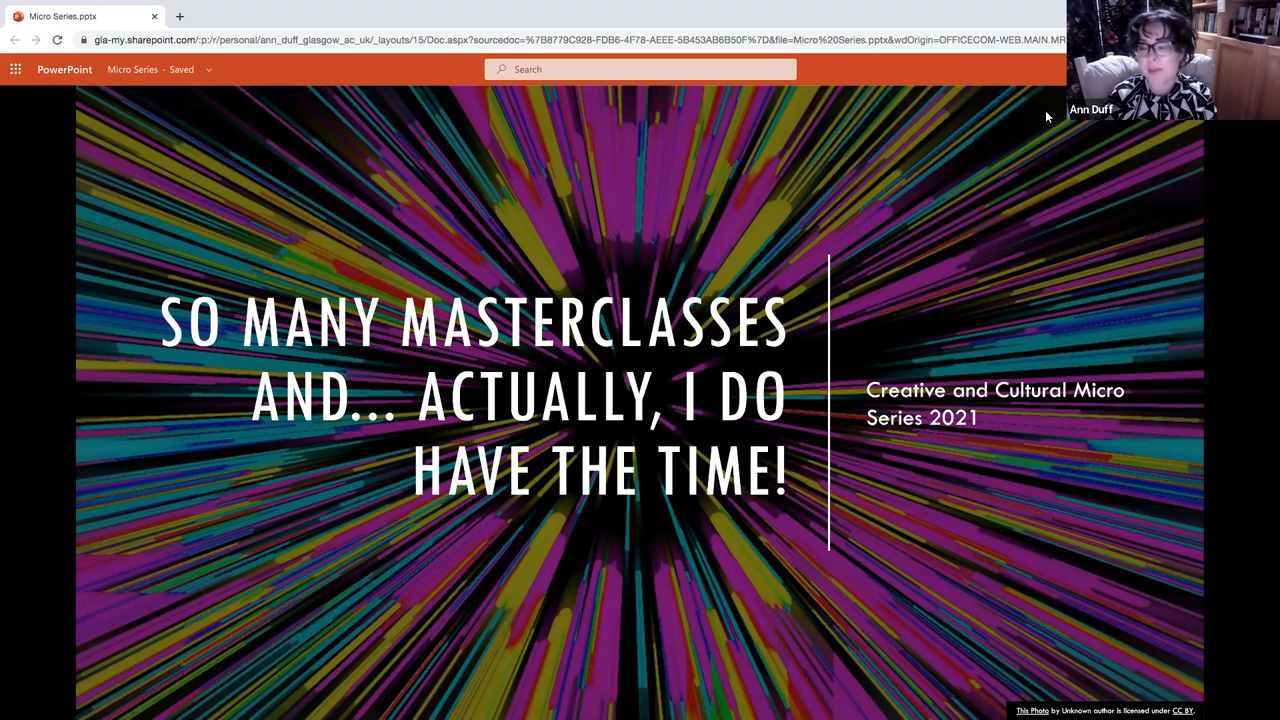 Micro Series.pptx
gla-my.sharepoint.com/:p:/r/personal/ann_duff_glasgow_ac_uk/_layouts/15/Doc.aspx?sourcedoc=%7B8779C928-FDB6-4F78-AEEE-5B453AB6B50F%7D&file=Micro%20Series.pptx&wdOrigin=OFFICECOM-WEB.MAIN.MR
PowerPoint
Micro Series - Saved
Search
Ann Duff
SO MANY MASTERCLASSES
AND... ACTUALLY, I DO
HAVE THE TIME!
Creative and Cultural Micro
Series 2021
This Photo by Unknown author is licensed under CC BY.